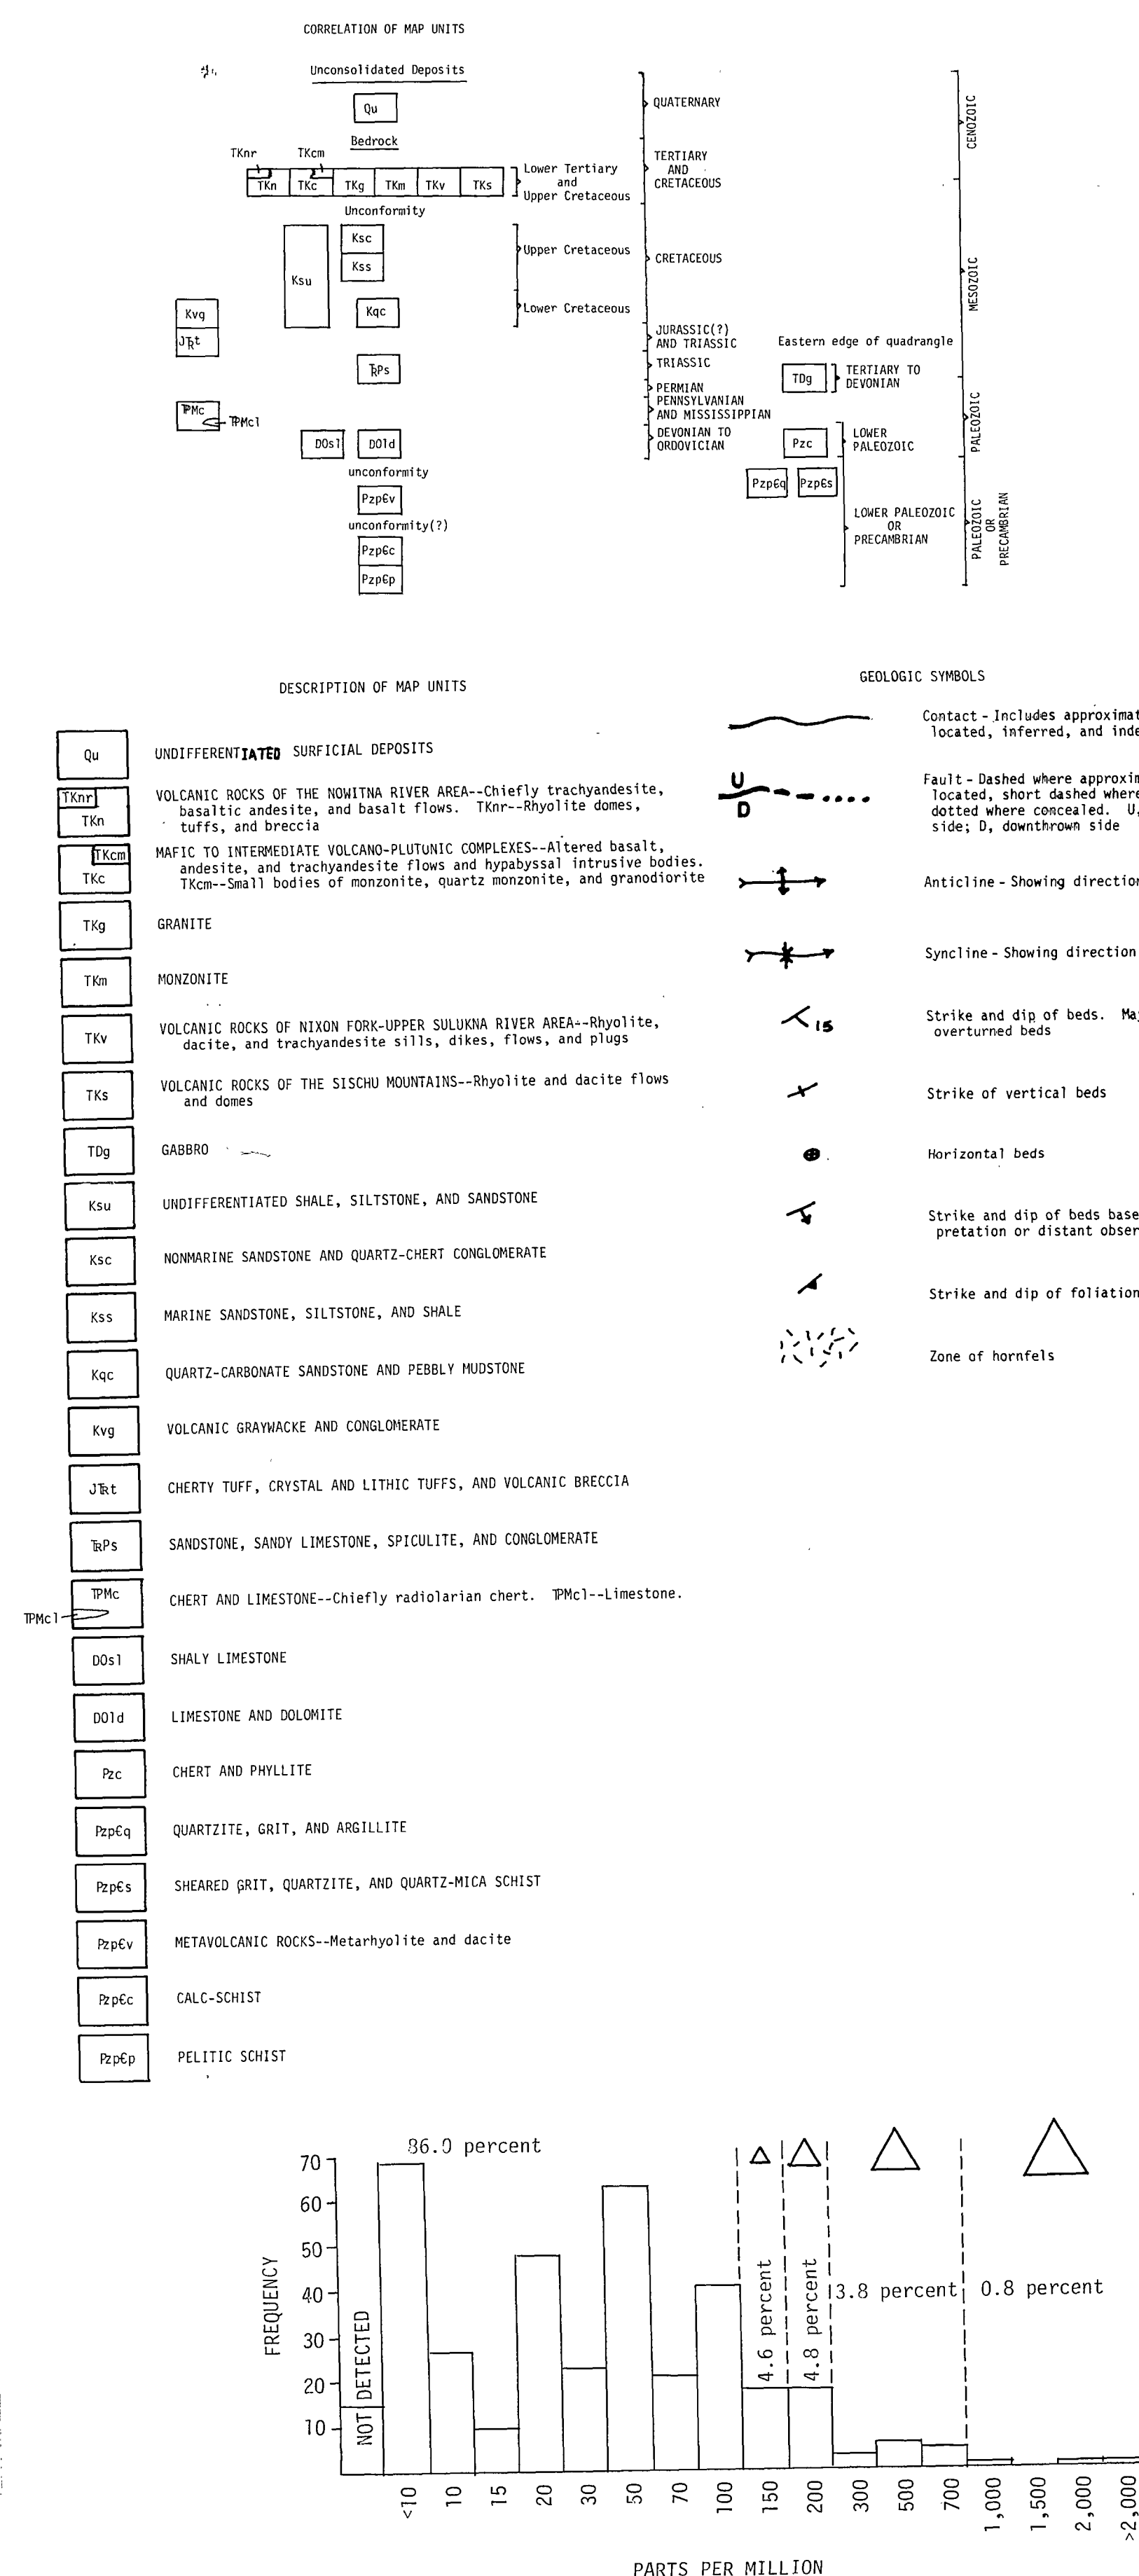 CORRELATION OF MAP UNITS
Unconsolidated Deposits
Qu
Bedrock
TKnr
TKcm
TKn
TKc
TKg
TKm
TKv
TKs
Lower Tertiary
and
Upper Cretaceous
Unconformity
Ksu
Ksc
Kss
Upper Cretaceous
Kvg
Kqc
Lower Cretaceous
JTRt
TRPs
TPMc
TPMcl
DOsl
DOld
unconformity
PzpЄv
unconformity(?)
PzpЄc
PzpЄp
QUATERNARY
TERTIARY
AND
CRETACEOUS
CRETACEOUS
JURASSIC(?)
AND TRIASSIC
TRIASSIC
PERMIAN
PENNSYLVANIAN
AND MISSISSIPPIAN
DEVONIAN TO
ORDOVICIAN
Eastern edge of quadrangle
TDg
TERTIARY TO
DEVONIAN
Pzc
LOWER
PALEOZOIC
PzpЄq
PzpЄs
LOWER PALEOZOIC
OR
PRECAMBRIAN
CENOZOIC
MESOZOIC
PALEOZOIC
PALEOZOIC
OR
PRECAMBRIAN
DESCRIPTION OF MAP UNITS
Qu
UNDIFFERENTIATED SURFICIAL DEPOSITS
TKnr
TKn
VOLCANIC ROCKS OF THE NOWITNA RIVER AREA--Chiefly trachyandesite,
basaltic andesite, and basalt flows. TKnr--Rhyolite domes,
tuffs, and breccia
TKcm
TKc
MAFIC TO INTERMEDIATE VOLCANO-PLUTONIC COMPLEXES--Altered basalt,
andesite, and trachyandesite flows and hypabyssal intrusive bodies.
TKcm--Small bodies of monzonite, quartz monzonite, and granodiorite
TKg
GRANITE
TKm
MONZONITE
TKv
VOLCANIC ROCKS OF NIXON FORK-UPPER SULUKNA RIVER AREA--Rhyolite,
dacite, and trachyandesite sills, dikes, flows, and plugs
TKs
VOLCANIC ROCKS OF THE SISCHU MOUNTAINS--Rhyolite and dacite flows
and domes
TDg
GABBRO
Ksu
UNDIFFERENTIATED SHALE, SILTSTONE, AND SANDSTONE
Ksc
NONMARINE SANDSTONE AND QUARTZ-CHERT CONGLOMERATE
Kss
MARINE SANDSTONE, SILTSTONE, AND SHALE
Kqc
QUARTZ-CARBONATE SANDSTONE AND PEBBLY MUDSTONE
Kvg
VOLCANIC GRAYWACKE AND CONGLOMERATE
JTRt
CHERTY TUFF, CRYSTAL AND LITHIC TUFFS, AND VOLCANIC BRECCIA
TRPs
SANDSTONE, SANDY LIMESTONE, SPICULITE, AND CONGLOMERATE
TPMc
TPMcl
CHERT AND LIMESTONE--Chiefly radiolarian chert. TPMcl--Limestone.
DOsl
SHALY LIMESTONE
DOld
LIMESTONE AND DOLOMITE
Pzc
CHERT AND PHYLLITE
PzpЄq
QUARTZITE, GRIT, AND ARGILLITE
PzpЄs
SHEARED GRIT, QUARTZITE, AND QUARTZ-MICA SCHIST
PzpЄv
METAVOLCANIC ROCKS--Metarhyolite and dacite
PzpЄc
CALC-SCHIST
PzpЄp
PELITIC SCHIST
GEOLOGIC SYMBOLS
Contact - Includes approximat
located, inferred, and inde
U
D
Fault - Dashed where approxim
located, short dashed where
dotted where concealed. U,
side; D, downthrown side
Anticline - Showing direction
Syncline - Showing direction
15
Strike and dip of beds. Ma
overturned beds
Strike of vertical beds
Horizontal beds
Strike and dip of beds base
pretation or distant obser
Strike and dip of foliation
Zone of hornfels
86.0 percent
4.6 percent
4.8 percent
3.8 percent
0.8 percent
FREQUENCY
70
60
50
40
30
20
10
NOT DETECTED
<10
10
15
20
30
50
70
100
150
200
300
500
700
1,000
1,500
2,000
>2,000
PARTS PER MILLION